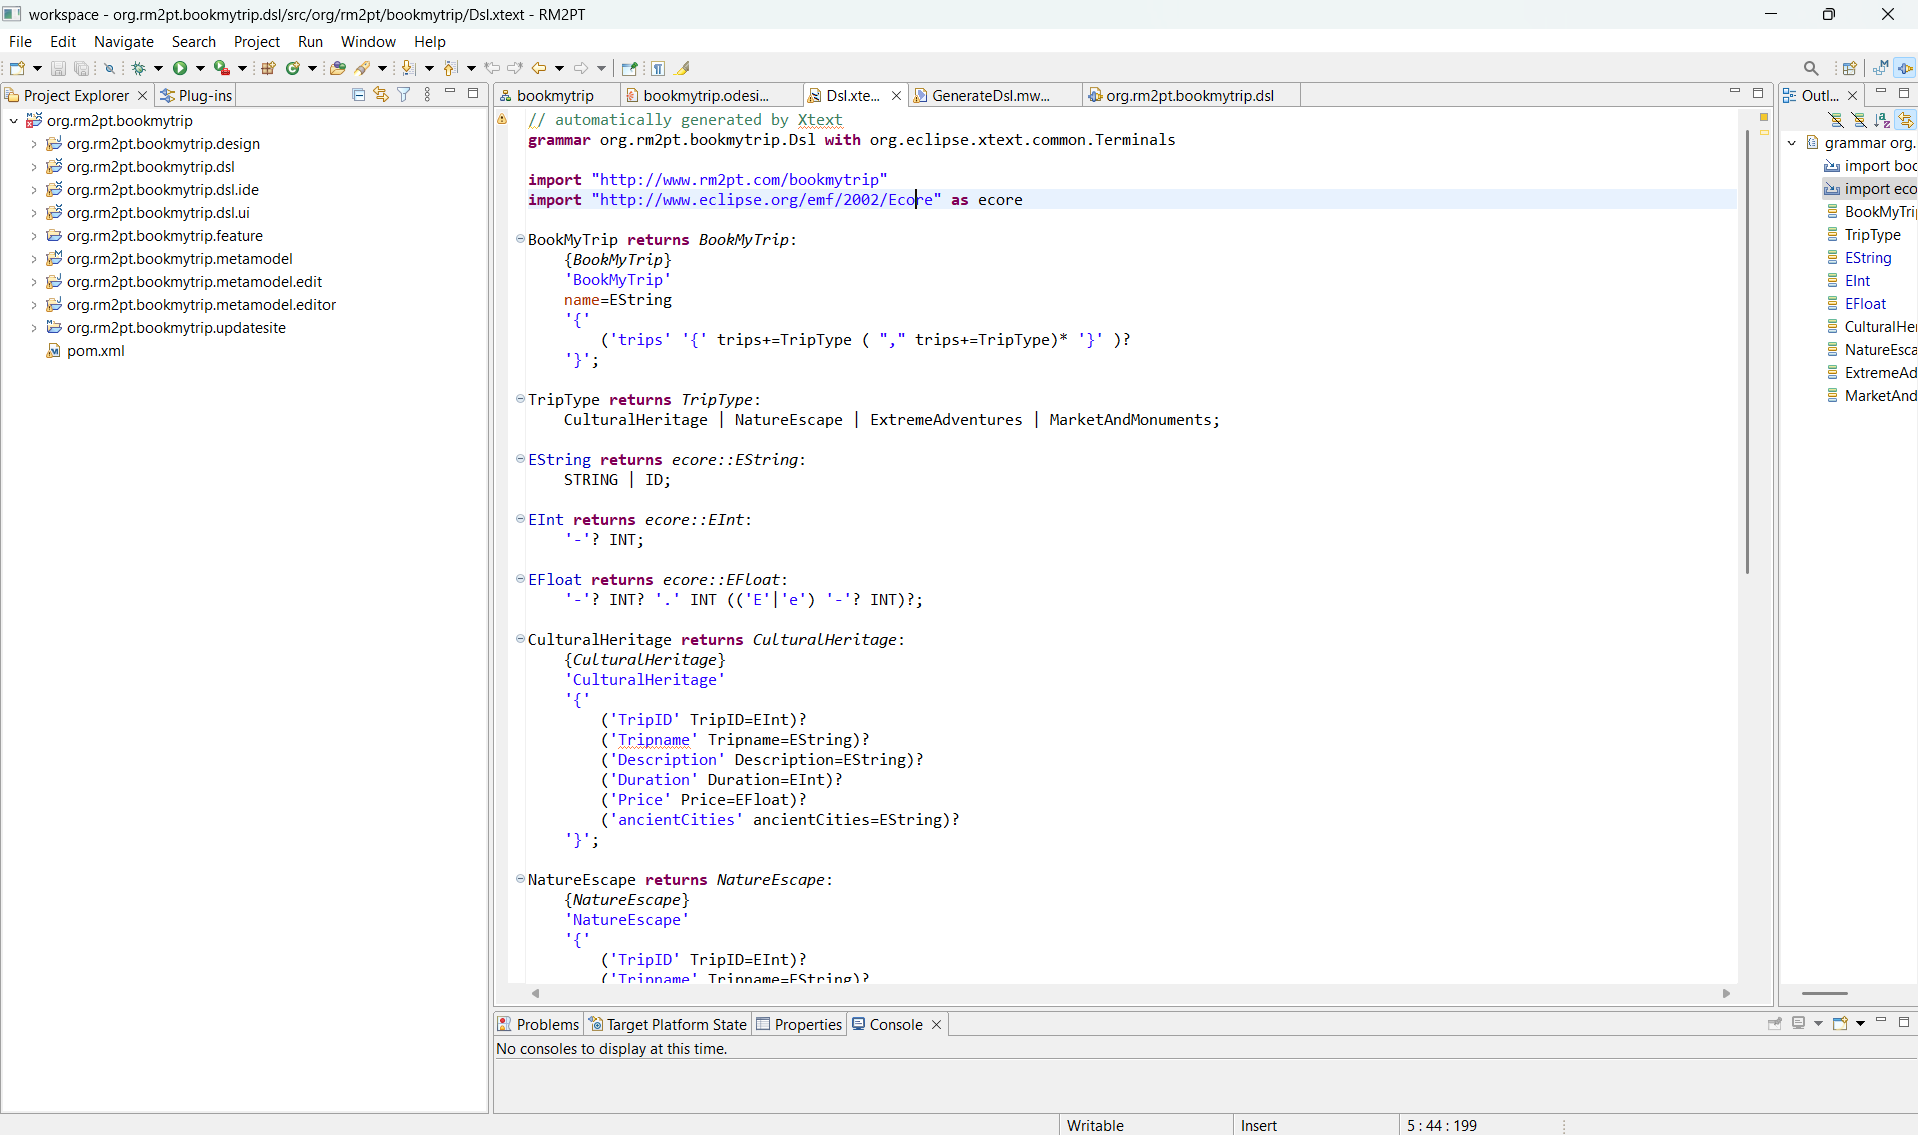 workspace - org.rm2pt.bookmytrip.dsl/src/org/rm2pt/bookmytrip/Dsl.xtext - RM2PT
File Edit Navigate Search Project Run Window Help
Project Explorer Plug-ins
org.rm2pt.bookmytrip
org.rm2pt.bookmytrip.design
org.rm2pt.bookmytrip.dsl
org.rm2pt.bookmytrip.dsl.ide
org.rm2pt.bookmytrip.dsl.ui
org.rm2pt.bookmytrip.feature
org.rm2pt.bookmytrip.metamodel
org.rm2pt.bookmytrip.metamodel.edit
org.rm2pt.bookmytrip.metamodel.editor
org.rm2pt.bookmytrip.updatesite
pom.xml
bookmytrip bookmytrip.odesi... Dsl.xte... GenerateDsl.mw... org.rm2pt.bookmytrip.dsl
// automatically generated by Xtext
grammar org.rm2pt.bookmytrip.Dsl with org.eclipse.xtext.common.Terminals
import "http://www.rm2pt.com/bookmytrip"
import "http://www.eclipse.org/emf/2002/Ecore" as ecore
BookMyTrip returns BookMyTrip:
{BookMyTrip}
'BookMyTrip'
name=EString
'{'
('trips' '{' trips+=TripType ( "," trips+=TripType)* '}' )?
'}';
TripType returns TripType:
CulturalHeritage | NatureEscape | ExtremeAdventures | MarketAndMonuments;
EString returns ecore::EString:
STRING | ID;
EInt returns ecore::EInt:
'-'? INT;
EFloat returns ecore::EFloat:
'-'? INT? '.' INT (('E'|'e') '-'? INT)?;
CulturalHeritage returns CulturalHeritage:
{CulturalHeritage}
'CulturalHeritage'
'{'
('TripID' TripID=EInt)?
('Tripname' Tripname=EString)?
('Description' Description=EString)?
('Duration' Duration=EInt)?
('Price' Price=EFloat)?
('ancientCities' ancientCities=EString)?
'}';
NatureEscape returns NatureEscape:
{NatureEscape}
'NatureEscape'
'{'
('TripID' TripID=EInt)?
('Tripname' Tripname=EString)?
Outl...
grammar org.
import boo
import eco
BookMyTri
TripType
EString
EInt
EFloat
CulturalHe
NatureEsca
ExtremeAd
MarketAnd
Problems Target Platform State Properties Console
No consoles to display at this time.
Writable Insert 5 : 44 : 199